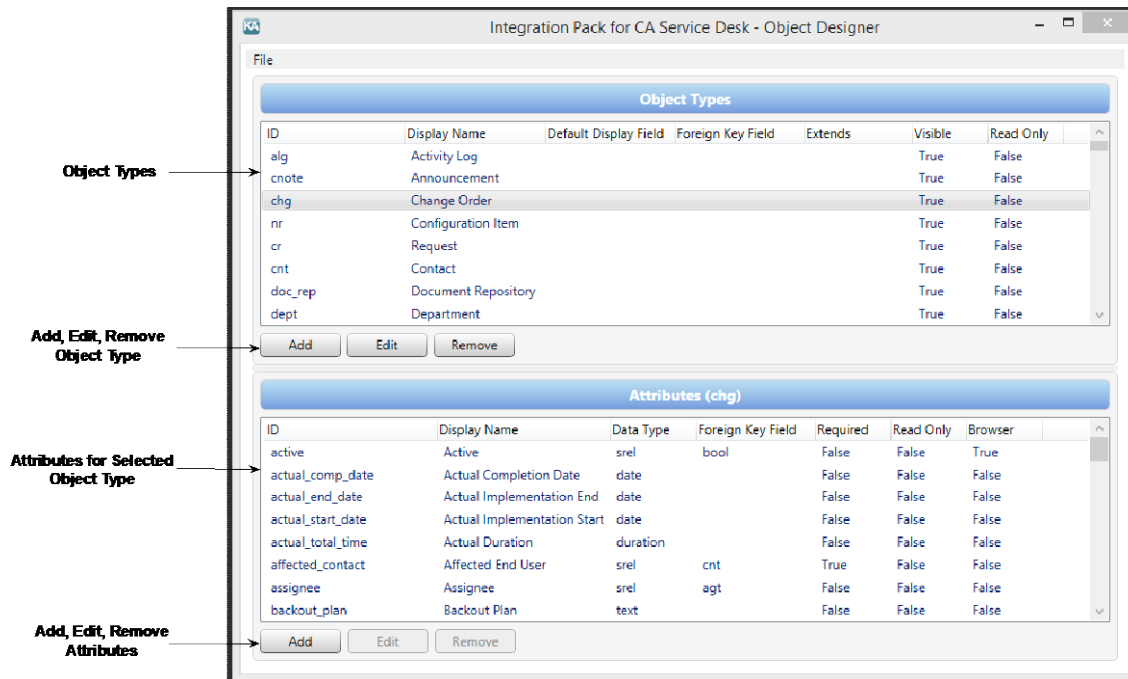 KA Integration Pack for CA Service Desk - Object Designer
File
Object Types
ID Display Name Default Display Field Foreign Key Field Extends Visible Read Only
alg Activity Log True False
cnote Announcement True False
chg Change Order True False
nr Configuration Item True False
cr Request True False
cnt Contact True False
doc_rep Document Repository True False
dept Department True False
Add Edit Remove
Attributes (chg)
ID Display Name Data Type Foreign Key Field Required Read Only Browser
active Active srel bool False False True
actual_comp_date Actual Completion Date date False False False
actual_end_date Actual Implementation End date False False False
actual_start_date Actual Implementation Start date False False False
actual_total_time Actual Duration duration False False False
affected_contact Affected End User srel cnt True False False
assignee Assignee srel agt False False False
backout_plan Backout Plan text False False False
Add Edit Remove
Object Types
Add, Edit, Remove
Object Type
Attributes for Selected
Object Type
Add, Edit, Remove
Attributes